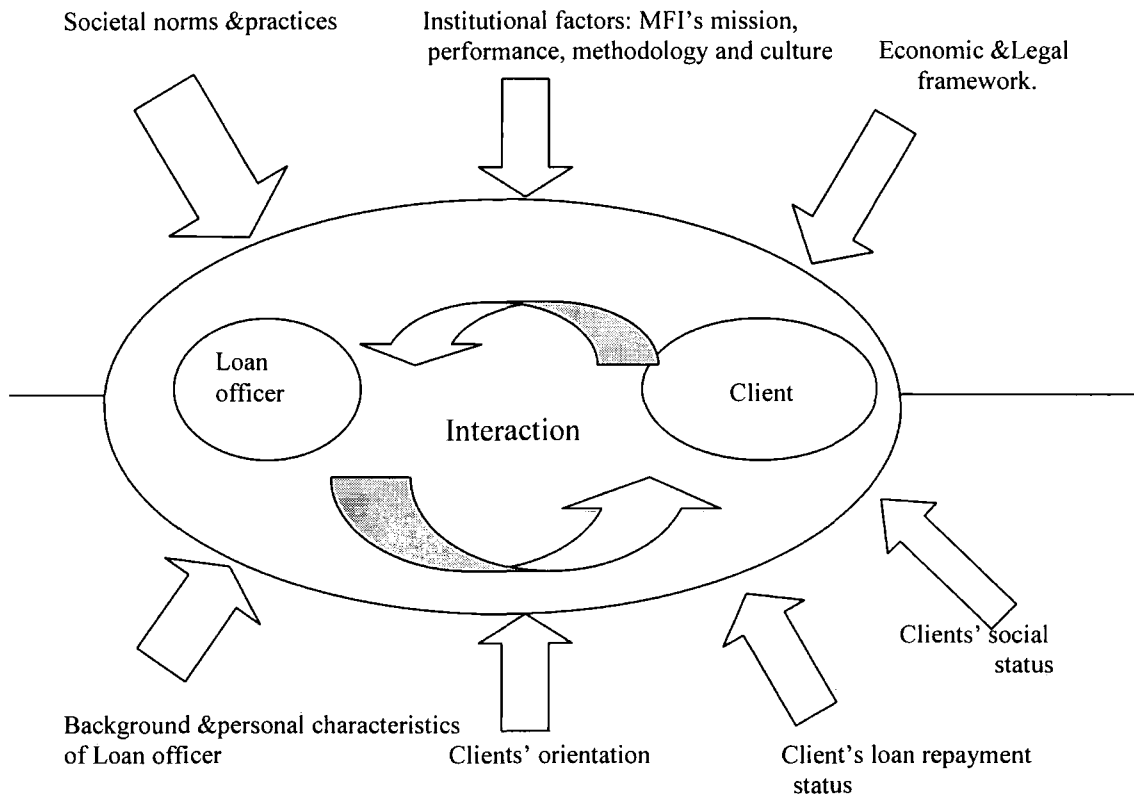 Societal norms &practices
Institutional factors: MFI's mission,
performance, methodology and culture
Economic &Legal
framework.
Loan
officer
Client
Interaction
Clients' social
status
Background &personal characteristics
of Loan officer
Clients' orientation
Client's loan repayment
status